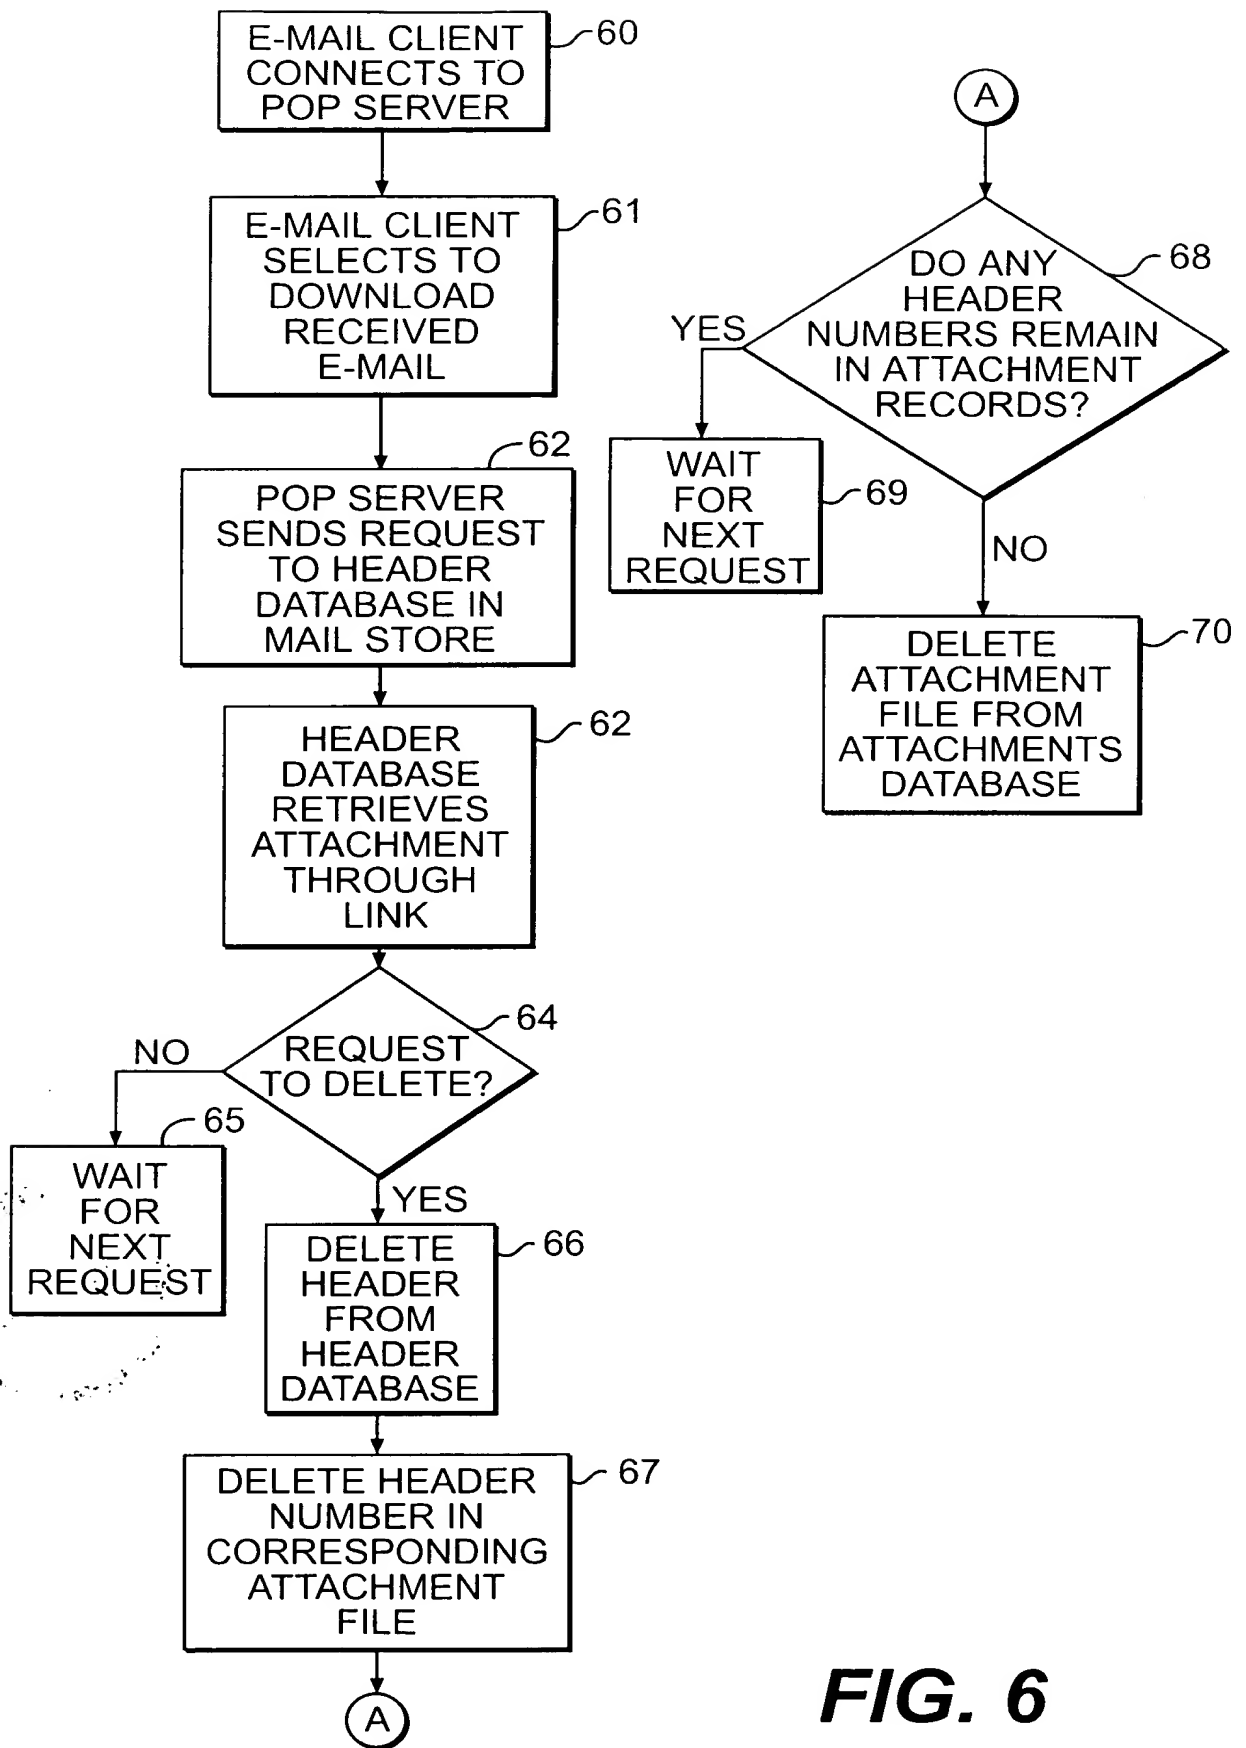 E-MAIL CLIENT
CONNECTS TO
POP SERVER
60
E-MAIL CLIENT
SELECTS TO
DOWNLOAD
RECEIVED
E-MAIL
61
62
POP SERVER
SENDS REQUEST
TO HEADER
DATABASE IN
MAIL STORE
HEADER
DATABASE
RETRIEVES
ATTACHMENT
THROUGH
LINK
62
REQUEST
TO DELETE?
64
NO
65
WAIT
FOR
NEXT
REQUEST
YES
DELETE
HEADER
FROM
HEADER
DATABASE
66
DELETE HEADER
NUMBER IN
CORRESPONDING
ATTACHMENT
FILE
67
A
A
DO ANY
HEADER
NUMBERS REMAIN
IN ATTACHMENT
RECORDS?
68
YES
WAIT
FOR
NEXT
REQUEST
69
NO
DELETE
ATTACHMENT
FILE FROM
ATTACHMENTS
DATABASE
70
FIG. 6